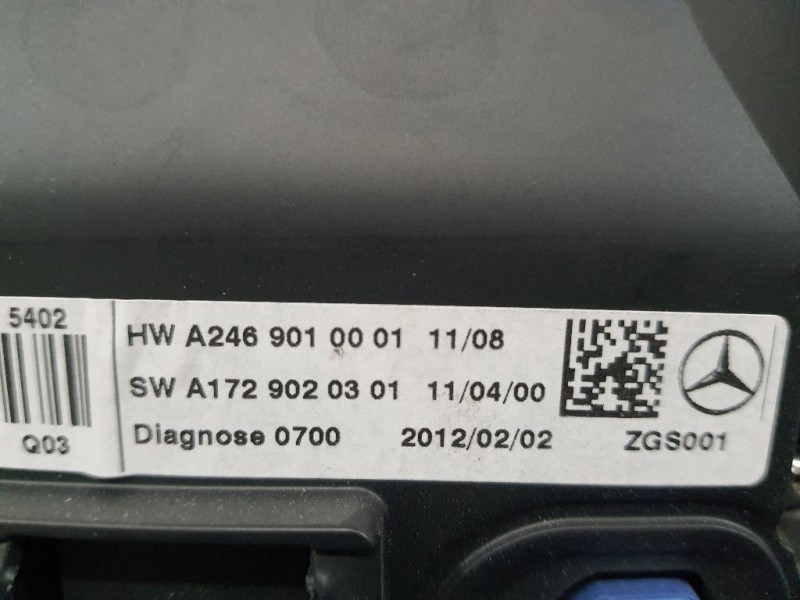 5402
Q03
HW A246 901 00 01 11/08
SW A172 902 03 01 11/04/00
Diagnose 0700 2012/02/02
ZGS001